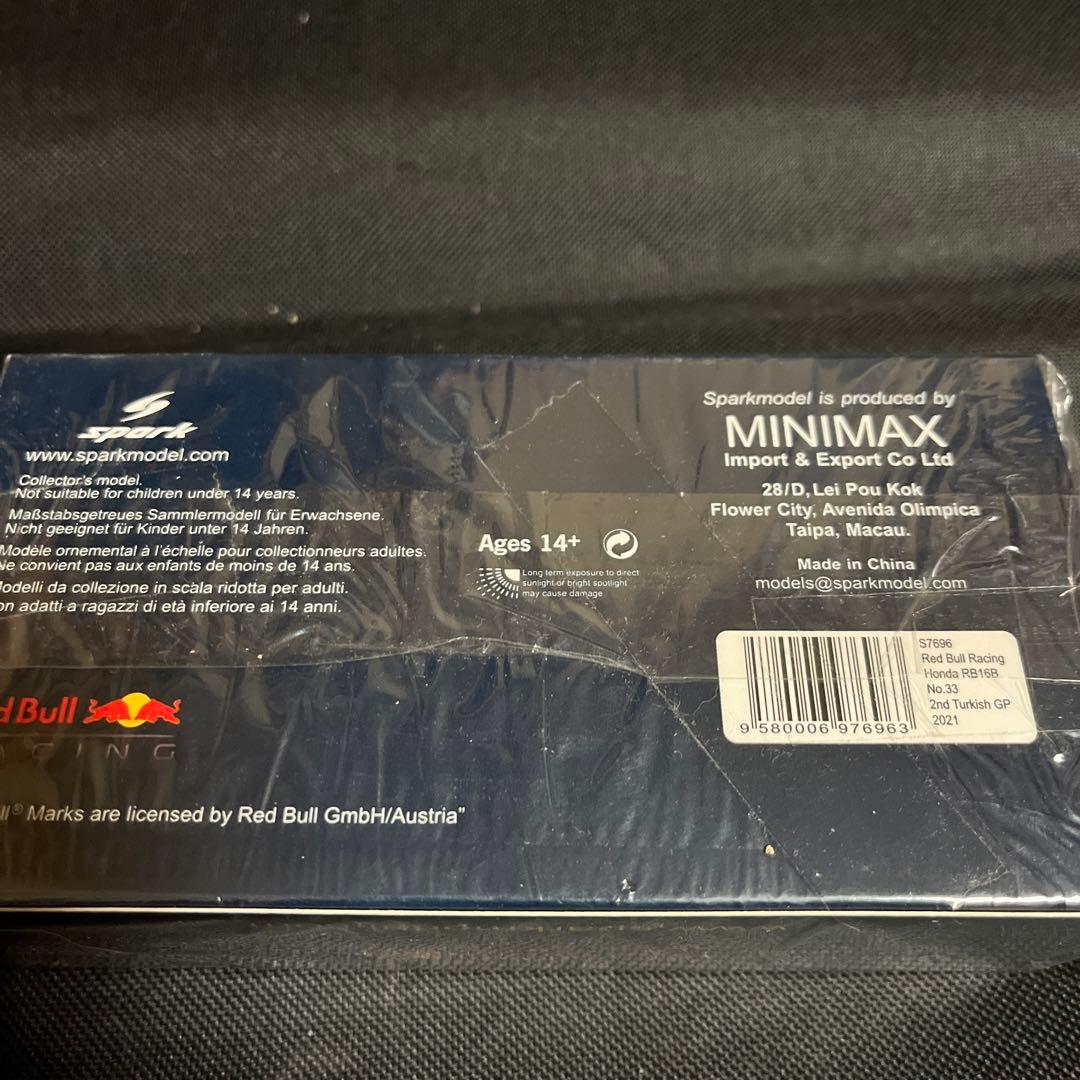 spark
www.sparkmodel.com
Collector's model.
Not suitable for children under 14 years.
Maßstabsgetreues Sammlermodell für Erwachsene.
Nicht geeignet für Kinder unter 14 Jahren.
Modèle ornemental à l'échelle pour collectionneurs adultes.
Ne convient pas aux enfants de moins de 14 ans.
Modelli da collezione in scala ridotta per adulti.
on adatti a ragazzi di età inferiore ai 14 anni.
Ages 14+
Long term exposure to direct
sunlight or bright spotlight
may cause damage
Sparkmodel is produced by
MINIMAX
Import & Export Co Ltd
28/D, Lei Pou Kok
Flower City, Avenida Olimpica
Taipa, Macau.
Made in China
models@sparkmodel.com
S7696
Red Bull Racing
Honda RB16B
No.33
2nd Turkish GP
2021
9 580006 976963
d Bull
ACING
ll® Marks are licensed by Red Bull GmbH/Austria"